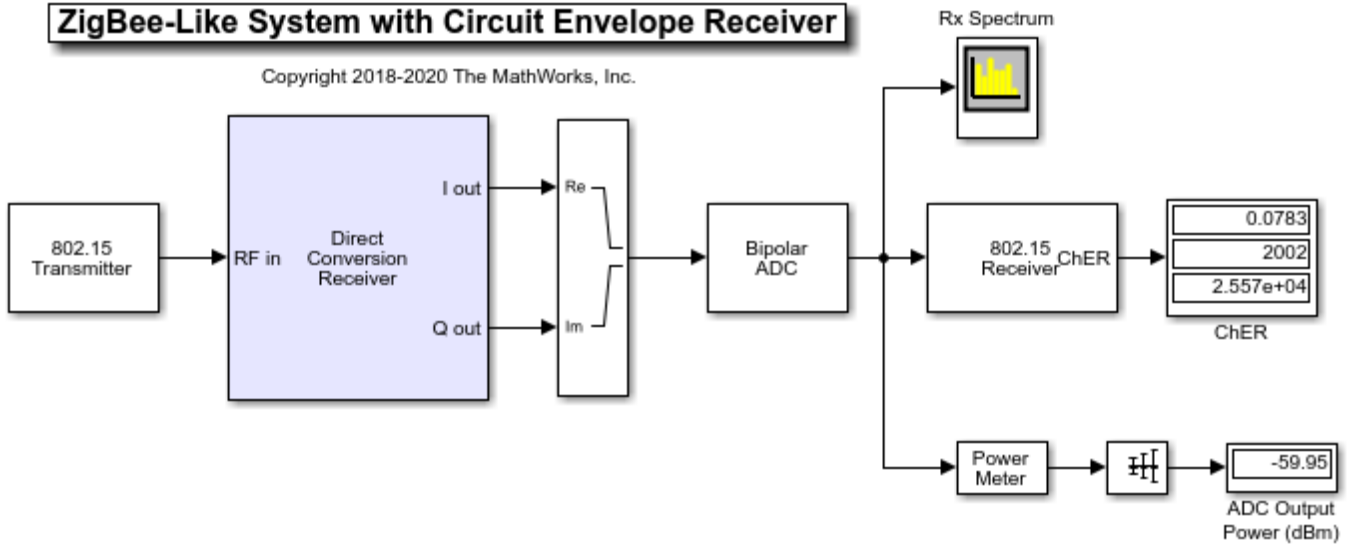 ZigBee-Like System with Circuit Envelope Receiver
Copyright 2018-2020 The MathWorks, Inc.
Rx Spectrum
802.15
Transmitter
RF in
Direct
Conversion
Receiver
I out
Q out
Re
Im
Bipolar
ADC
802.15
Receiver
ChER
0.0783
2002
2.557e+04
ChER
Power
Meter
-59.95
ADC Output
Power (dBm)